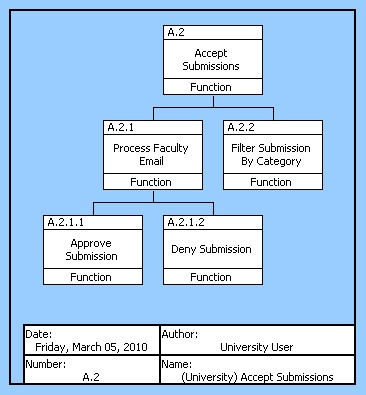 A.2
Accept
Submissions
Function
A.2.1
Process Faculty
Email
Function
A.2.2
Filter Submission
By Category
Function
A.2.1.1
Approve
Submission
Function
A.2.1.2
Deny Submission
Function
Date:
Friday, March 05, 2010
Author:
University User
Number:
A.2
Name:
(University) Accept Submissions